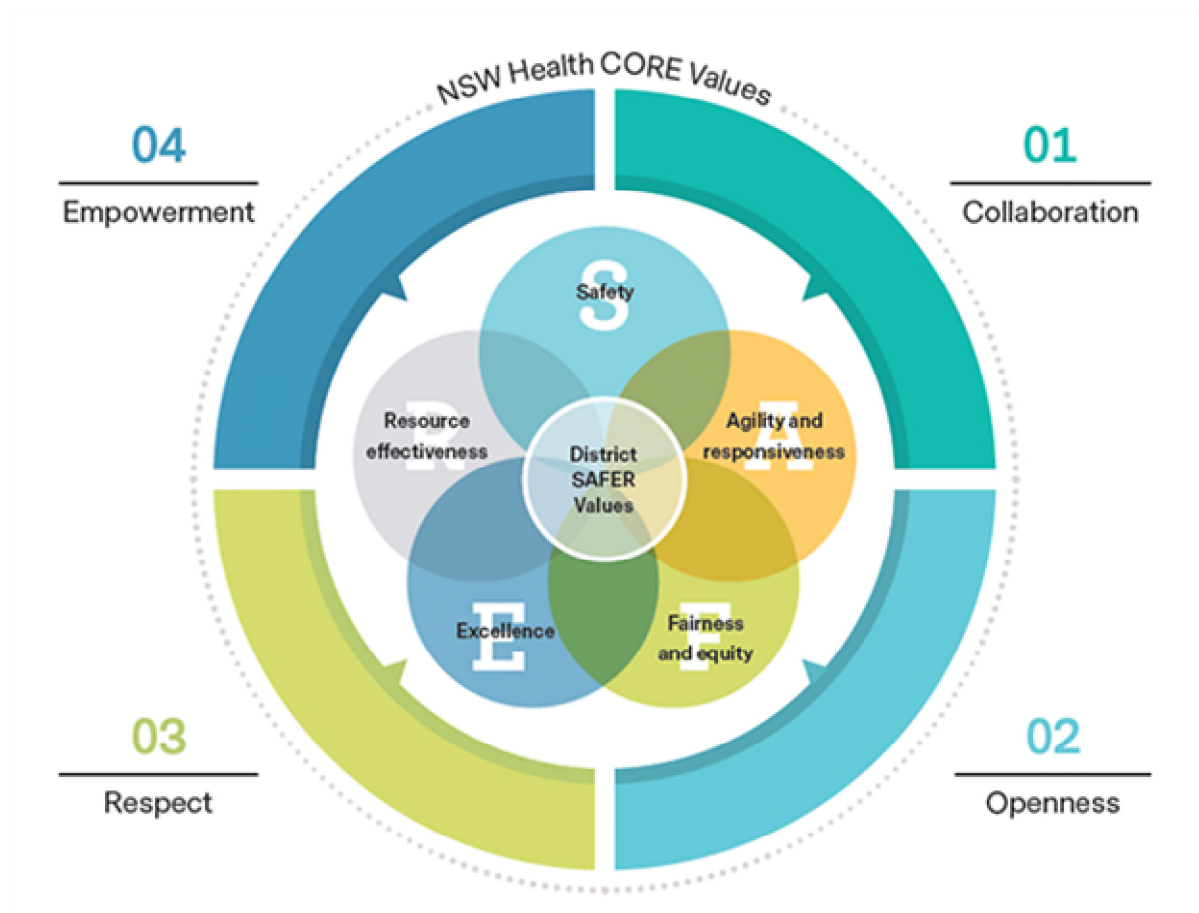 NSW Health CORE Values
04
Empowerment
01
Collaboration
S
Safety
R
Resource
effectiveness
A
Agility and
responsiveness
District
SAFER
Values
E
Excellence
F
Fairness
and equity
03
Respect
02
Openness